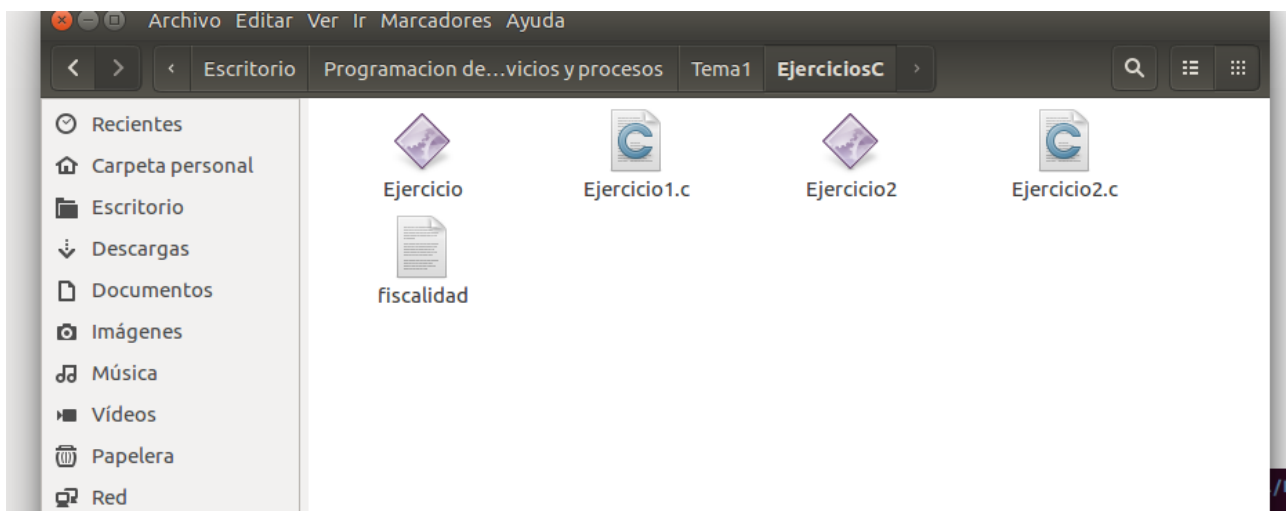 Archivo Editar Ver Ir Marcadores Ayuda
Escritorio Programacion de...vicios y procesos Tema1 EjerciciosC
Recientes
Carpeta personal
Escritorio
Descargas
Documentos
Imágenes
Música
Vídeos
Papelera
Red
Ejercicio Ejercicio1.c Ejercicio2 Ejercicio2.c
fiscalidad